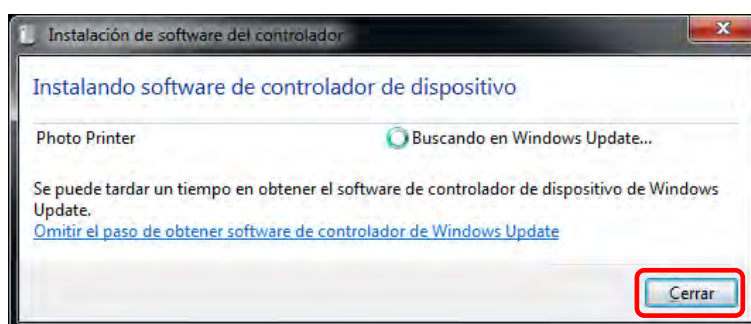 Instalación de software del controlador
Instalando software de controlador de dispositivo
Photo Printer Buscando en Windows Update...
Se puede tardar un tiempo en obtener el software de controlador de dispositivo de Windows
Update.
Omitir el paso de obtener software de controlador de Windows Update
Cerrar